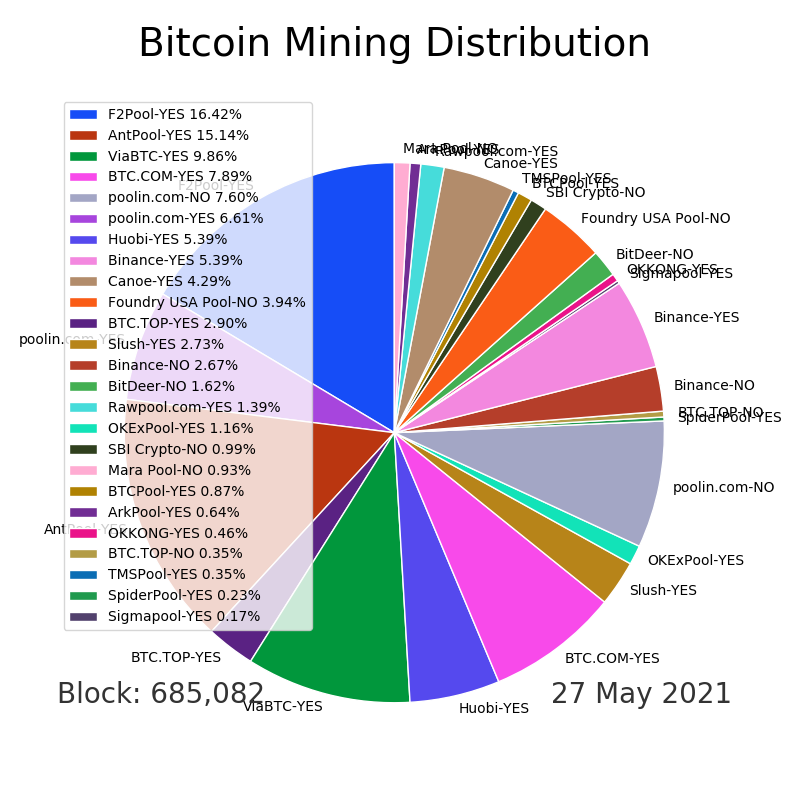 Bitcoin Mining Distribution
F2Pool-YES 16.42%
AntPool-YES 15.14%
ViaBTC-YES 9.86%
BTC.COM-YES 7.89%
poolin.com-NO 7.60%
poolin.com-YES 6.61%
Huobi-YES 5.39%
Binance-YES 5.39%
Canoe-YES 4.29%
Foundry USA Pool-NO 3.94%
BTC.TOP-YES 2.90%
Slush-YES 2.73%
Binance-NO 2.67%
BitDeer-NO 1.62%
Rawpool.com-YES 1.39%
OKExPool-YES 1.16%
SBI Crypto-NO 0.99%
Mara Pool-NO 0.93%
BTCPool-YES 0.87%
ArkPool-YES 0.64%
OKKONG-YES 0.46%
BTC.TOP-NO 0.35%
TMSPool-YES 0.35%
SpiderPool-YES 0.23%
Sigmapool-YES 0.17%
F2Pool-YES
poolin.com-YES
AntPool-YES
BTC.TOP-YES
ViaBTC-YES
Huobi-YES
BTC.COM-YES
Slush-YES
OKExPool-YES
poolin.com-NO
SpiderPool-YES
BTC.TOP-NO
Binance-NO
Binance-YES
Sigmapool-YES
OKKONG-YES
BitDeer-NO
Foundry USA Pool-NO
SBI Crypto-NO
BTCPool-YES
TMSPool-YES
Canoe-YES
Rawpool.com-YES
ArkPool-YES
Mara Pool-NO
Block: 685,082
27 May 2021